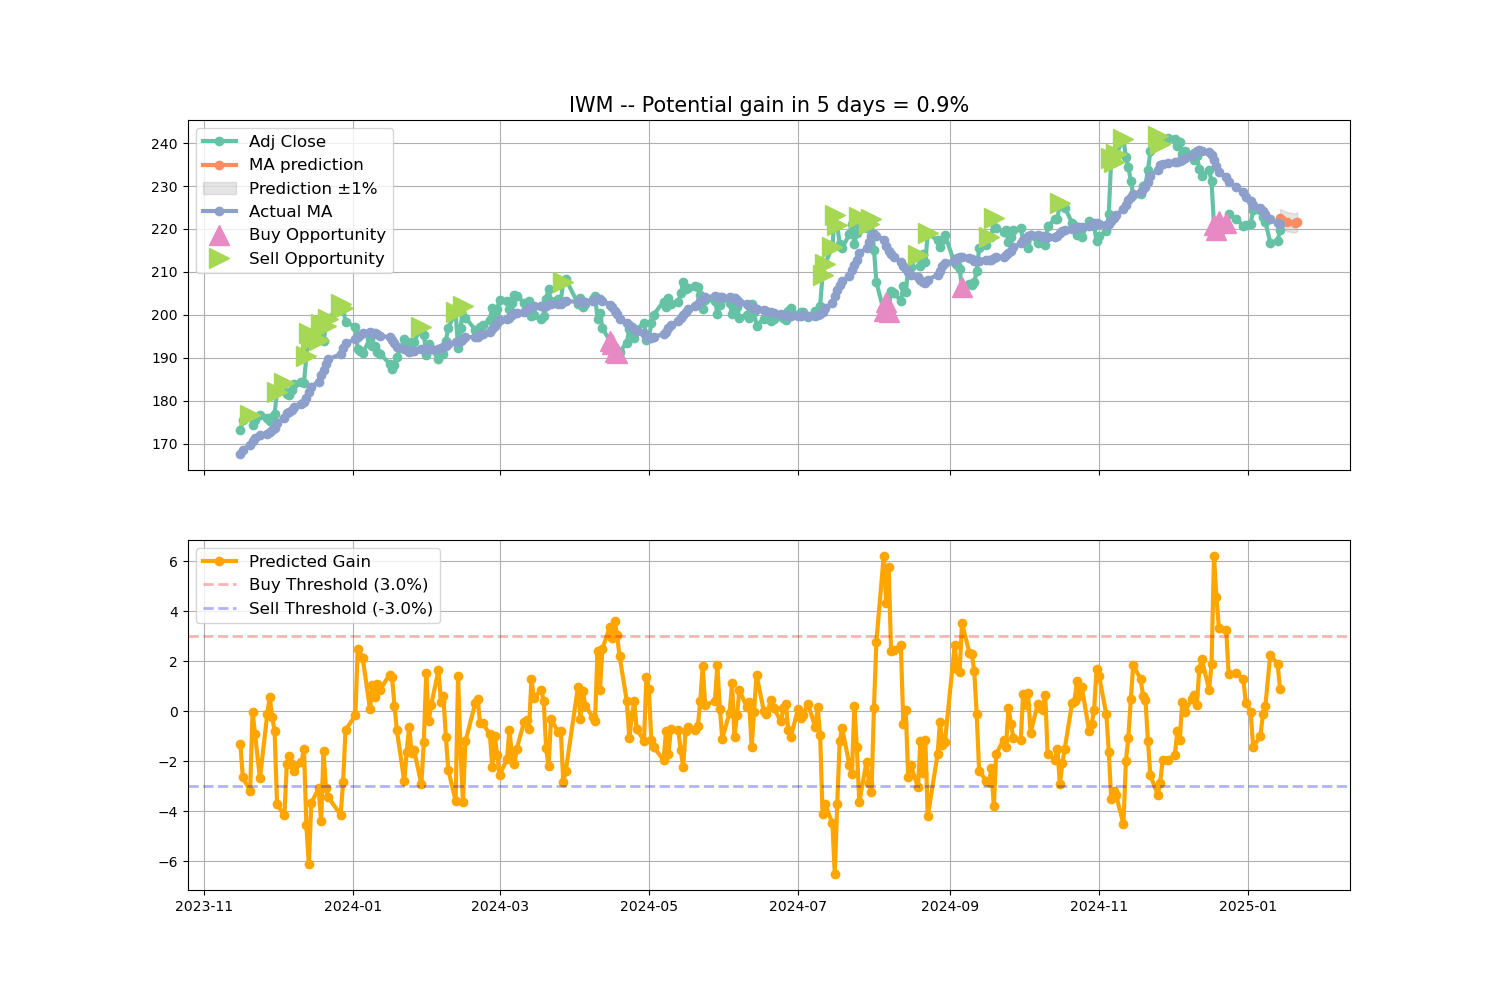 IWM -- Potential gain in 5 days = 0.9%
Adj Close
MA prediction
Prediction ±1%
Actual MA
Buy Opportunity
Sell Opportunity
240
230
220
210
200
190
180
170
Predicted Gain
Buy Threshold (3.0%)
Sell Threshold (-3.0%)
6
4
2
0
−2
−4
−6
2023-11 2024-01 2024-03 2024-05 2024-07 2024-09 2024-11 2025-01